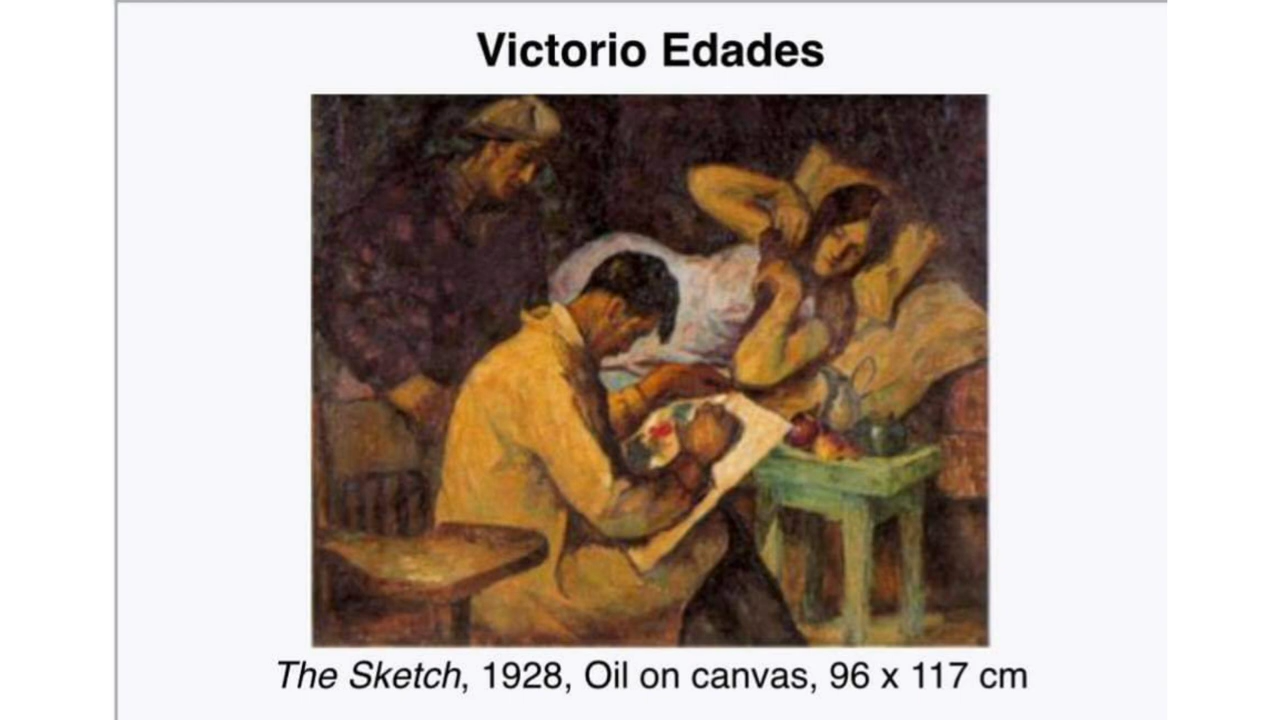 Victorio Edades
The Sketch, 1928, Oil on canvas, 96 x 117 cm